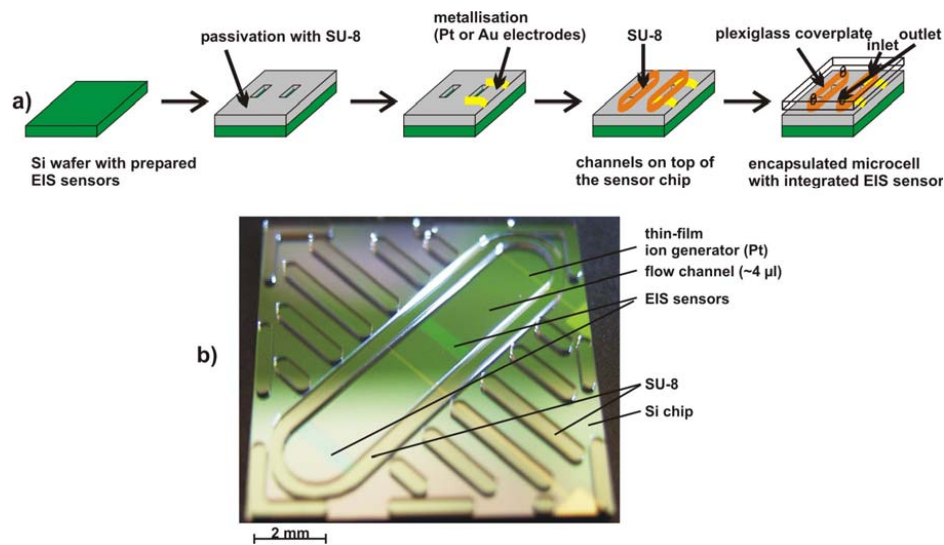 a)
passivation with SU-8
metallisation
(Pt or Au electrodes)
SU-8
plexiglass coverplate
inlet
outlet
Si wafer with prepared
EIS sensors
channels on top of
the sensor chip
encapsulated microcell
with integrated EIS sensor
b)
thin-film
ion generator (Pt)
flow channel (~4 µl)
EIS sensors
SU-8
Si chip
2 mm